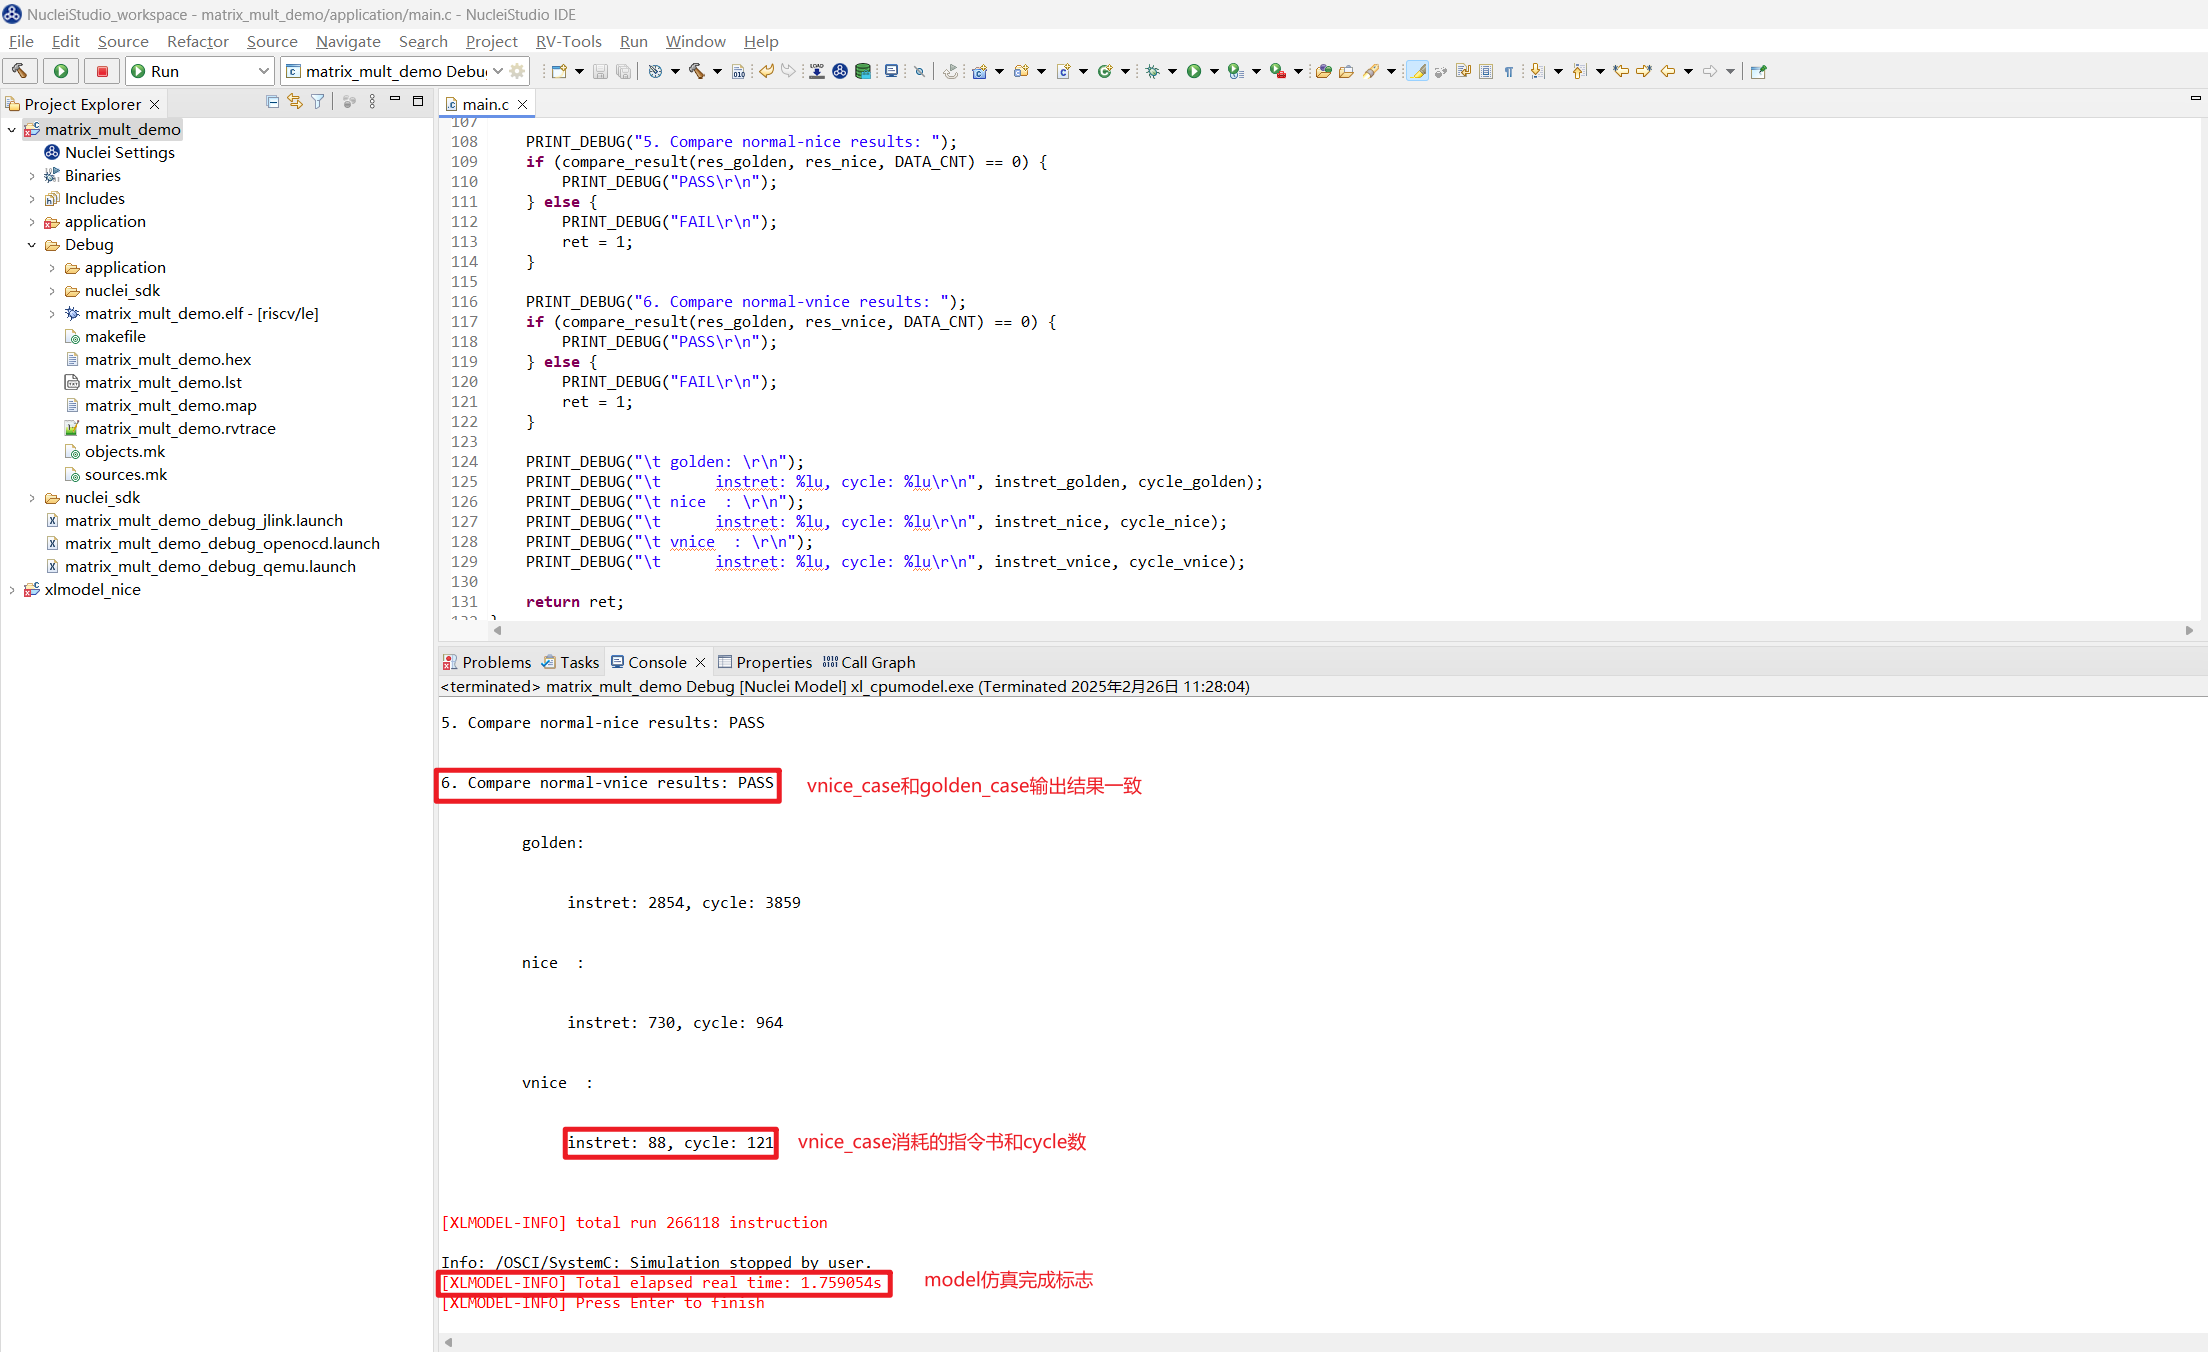 NucleiStudio_workspace - matrix_mult_demo/application/main.c - NucleiStudio IDE
File Edit Source Refactor Source Navigate Search Project RV-Tools Run Window Help
Run matrix_mult_demo Debu
Project Explorer
matrix_mult_demo
Nuclei Settings
Binaries
Includes
application
Debug
application
nuclei_sdk
matrix_mult_demo.elf - [riscv/le]
makefile
matrix_mult_demo.hex
matrix_mult_demo.lst
matrix_mult_demo.map
matrix_mult_demo.rvtrace
objects.mk
sources.mk
nuclei_sdk
matrix_mult_demo_debug_jlink.launch
matrix_mult_demo_debug_openocd.launch
matrix_mult_demo_debug_qemu.launch
xlmodel_nice
main.c
107
108 PRINT_DEBUG("5. Compare normal-nice results: ");
109 if (compare_result(res_golden, res_nice, DATA_CNT) == 0) {
110 PRINT_DEBUG("PASS\r\n");
111 } else {
112 PRINT_DEBUG("FAIL\r\n");
113 ret = 1;
114 }
115
116 PRINT_DEBUG("6. Compare normal-vnice results: ");
117 if (compare_result(res_golden, res_vnice, DATA_CNT) == 0) {
118 PRINT_DEBUG("PASS\r\n");
119 } else {
120 PRINT_DEBUG("FAIL\r\n");
121 ret = 1;
122 }
123
124 PRINT_DEBUG("\t golden: \r\n");
125 PRINT_DEBUG("\t instret: %lu, cycle: %lu\r\n", instret_golden, cycle_golden);
126 PRINT_DEBUG("\t nice : \r\n");
127 PRINT_DEBUG("\t instret: %lu, cycle: %lu\r\n", instret_nice, cycle_nice);
128 PRINT_DEBUG("\t vnice : \r\n");
129 PRINT_DEBUG("\t instret: %lu, cycle: %lu\r\n", instret_vnice, cycle_vnice);
130
131 return ret;
Problems Tasks Console Properties Call Graph
<terminated> matrix_mult_demo Debug [Nuclei Model] xl_cpumodel.exe (Terminated 2025年2月26日 11:28:04)
5. Compare normal-nice results: PASS
6. Compare normal-vnice results: PASS vnice_case和golden_case输出结果一致
golden:
instret: 2854, cycle: 3859
nice :
instret: 730, cycle: 964
vnice :
instret: 88, cycle: 121 vnice_case消耗的指令书和cycle数
[XLMODEL-INFO] total run 266118 instruction
Info: /OSCI/SystemC: Simulation stopped by user.
[XLMODEL-INFO] Total elapsed real time: 1.759054s model仿真完成标志
[XLMODEL-INFO] Press Enter to finish